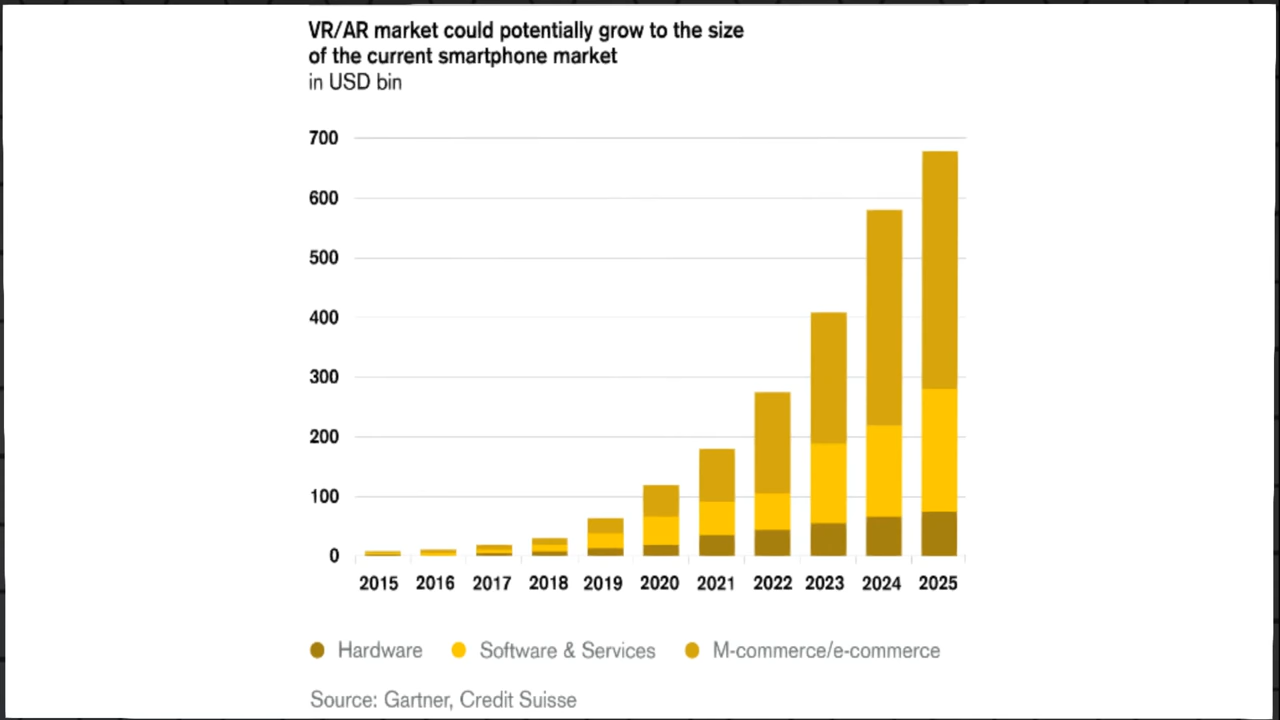 VR/AR market could potentially grow to the size
of the current smartphone market
in USD bin
700
600
500
400
300
200
100
0
2015 2016 2017 2018 2019 2020 2021 2022 2023 2024 2025
Hardware Software & Services M-commerce/e-commerce
Source: Gartner, Credit Suisse